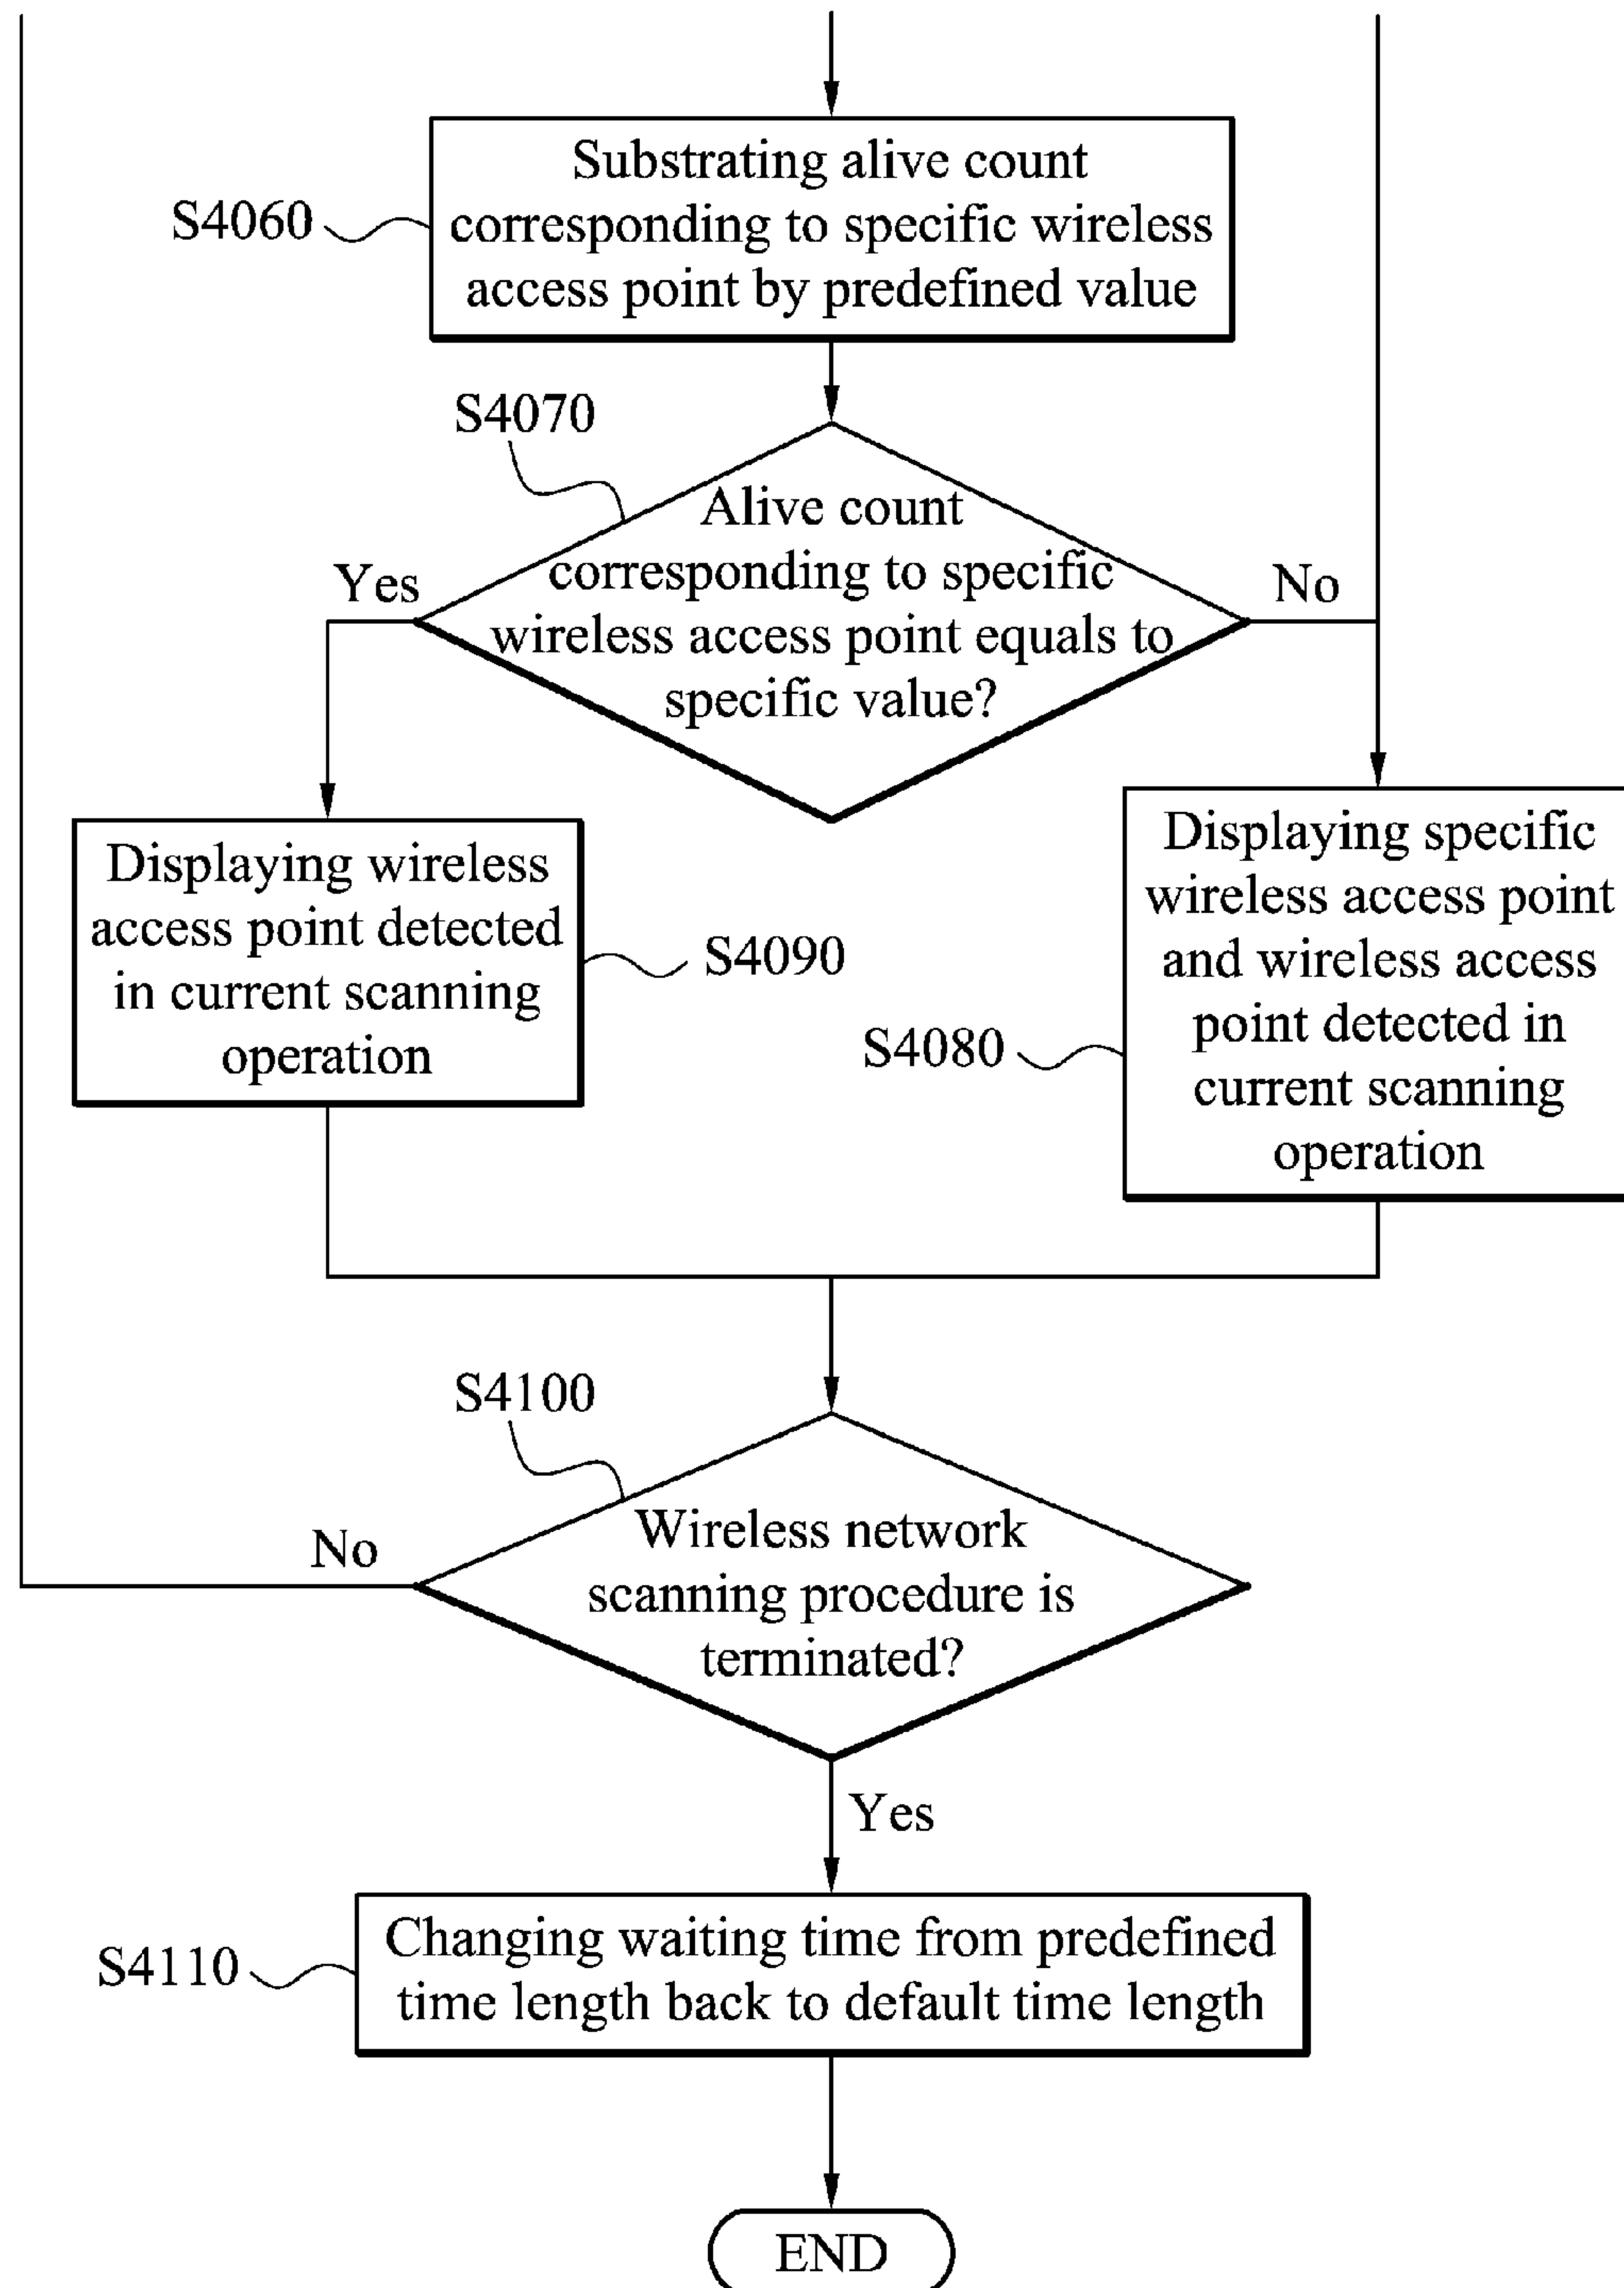 Substrating alive count
corresponding to specific wireless
access point by predefined value
S4060
S4070
Alive count
corresponding to specific
wireless access point equals to
specific value?
Yes
No
Displaying wireless
access point detected
in current scanning
operation
S4090
Displaying specific
wireless access point
and wireless access
point detected in
current scanning
operation
S4080
S4100
Wireless network
scanning procedure is
terminated?
No
Yes
Changing waiting time from predefined
time length back to default time length
S4110
END